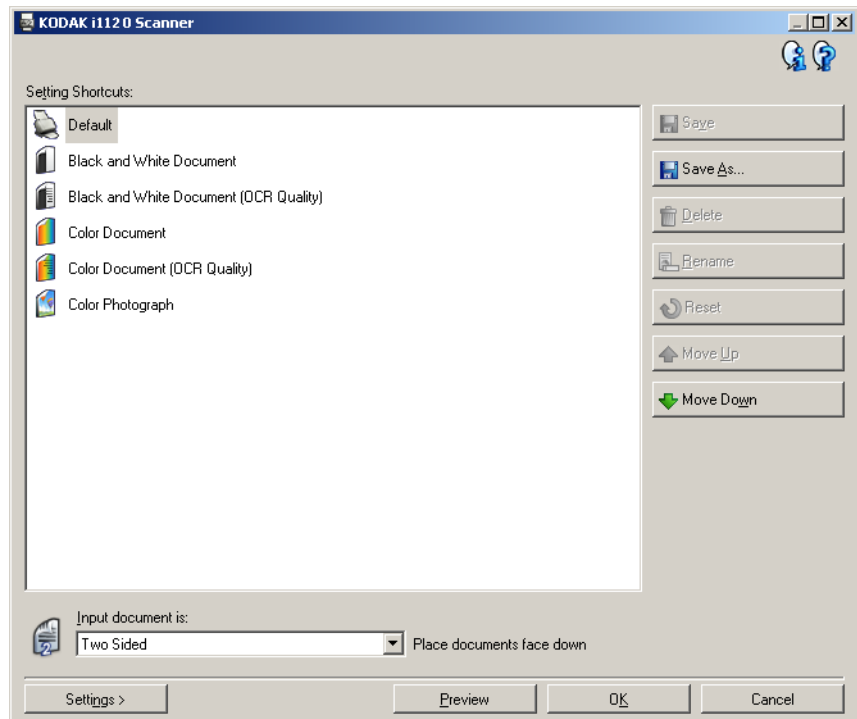 KODAK i1120 Scanner
Setting Shortcuts:
Default
Black and White Document
Black and White Document (OCR Quality)
Color Document
Color Document (OCR Quality)
Color Photograph
Save
Save As...
Delete
Rename
Reset
Move Up
Move Down
Input document is:
2
Two Sided
Place documents face down
Settings >
Preview
OK
Cancel